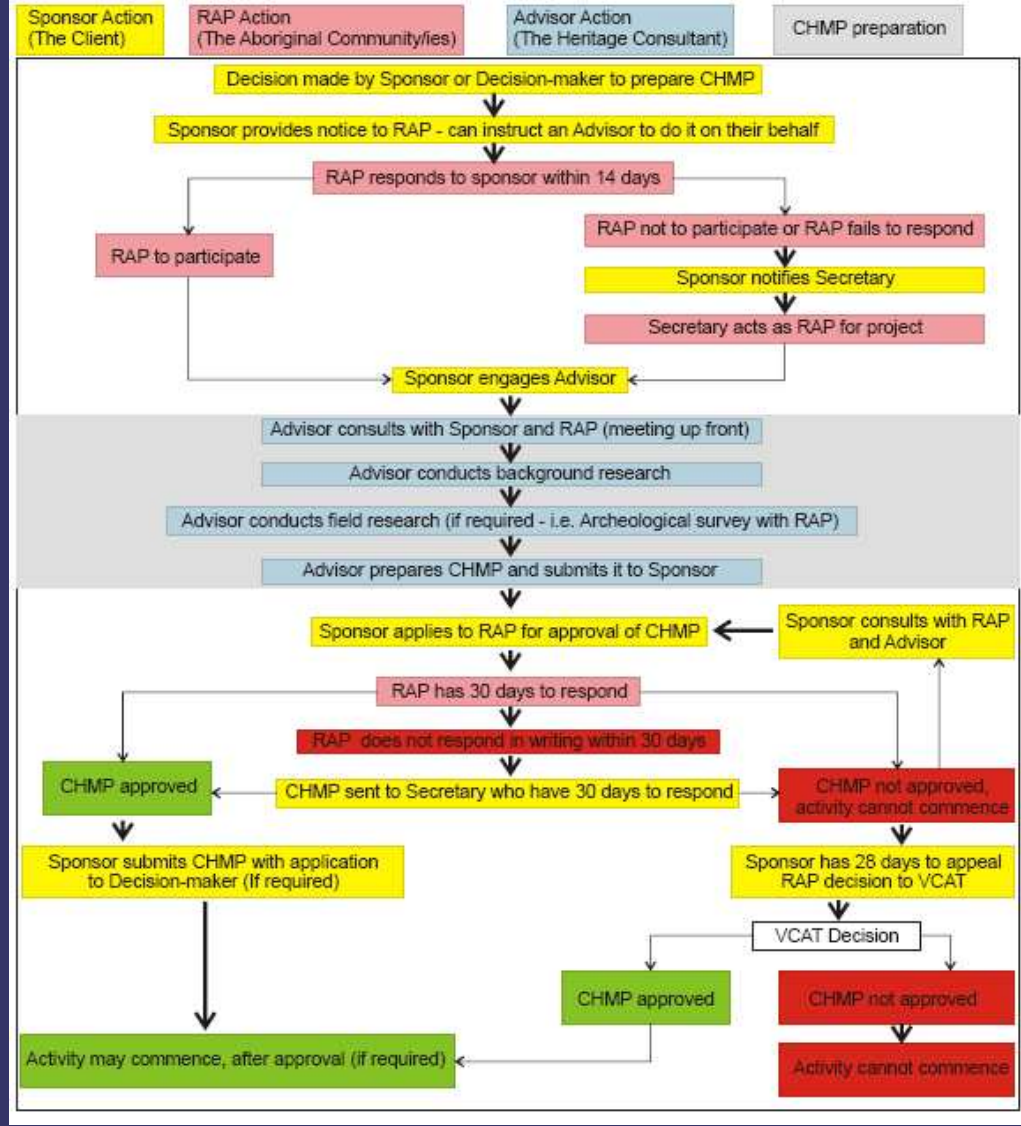 Sponsor Action
(The Client)
RAP Action
(The Aboriginal Community/ies)
Advisor Action
(The Heritage Consultant)
CHMP preparation
Decision made by Sponsor or Decision-maker to prepare CHMP
Sponsor provides notice to RAP - can instruct an Advisor to do it on their behalf
RAP responds to sponsor within 14 days
RAP to participate
RAP not to participate or RAP fails to respond
Sponsor notifies Secretary
Secretary acts as RAP for project
Sponsor engages Advisor
Advisor consults with Sponsor and RAP (meeting up front)
Advisor conducts background research
Advisor conducts field research (if required - i.e. Archeological survey with RAP)
Advisor prepares CHMP and submits it to Sponsor
Sponsor applies to RAP for approval of CHMP
Sponsor consults with RAP
and Advisor
RAP has 30 days to respond
RAP does not respond in writing within 30 days
CHMP approved
CHMP sent to Secretary who have 30 days to respond
CHMP not approved,
activity cannot commence
Sponsor submits CHMP with application
to Decision-maker (If required)
Sponsor has 28 days to appeal
RAP decision to VCAT
VCAT Decision
CHMP approved
CHMP not approved
Activity may commence, after approval (if required)
Activity cannot commence